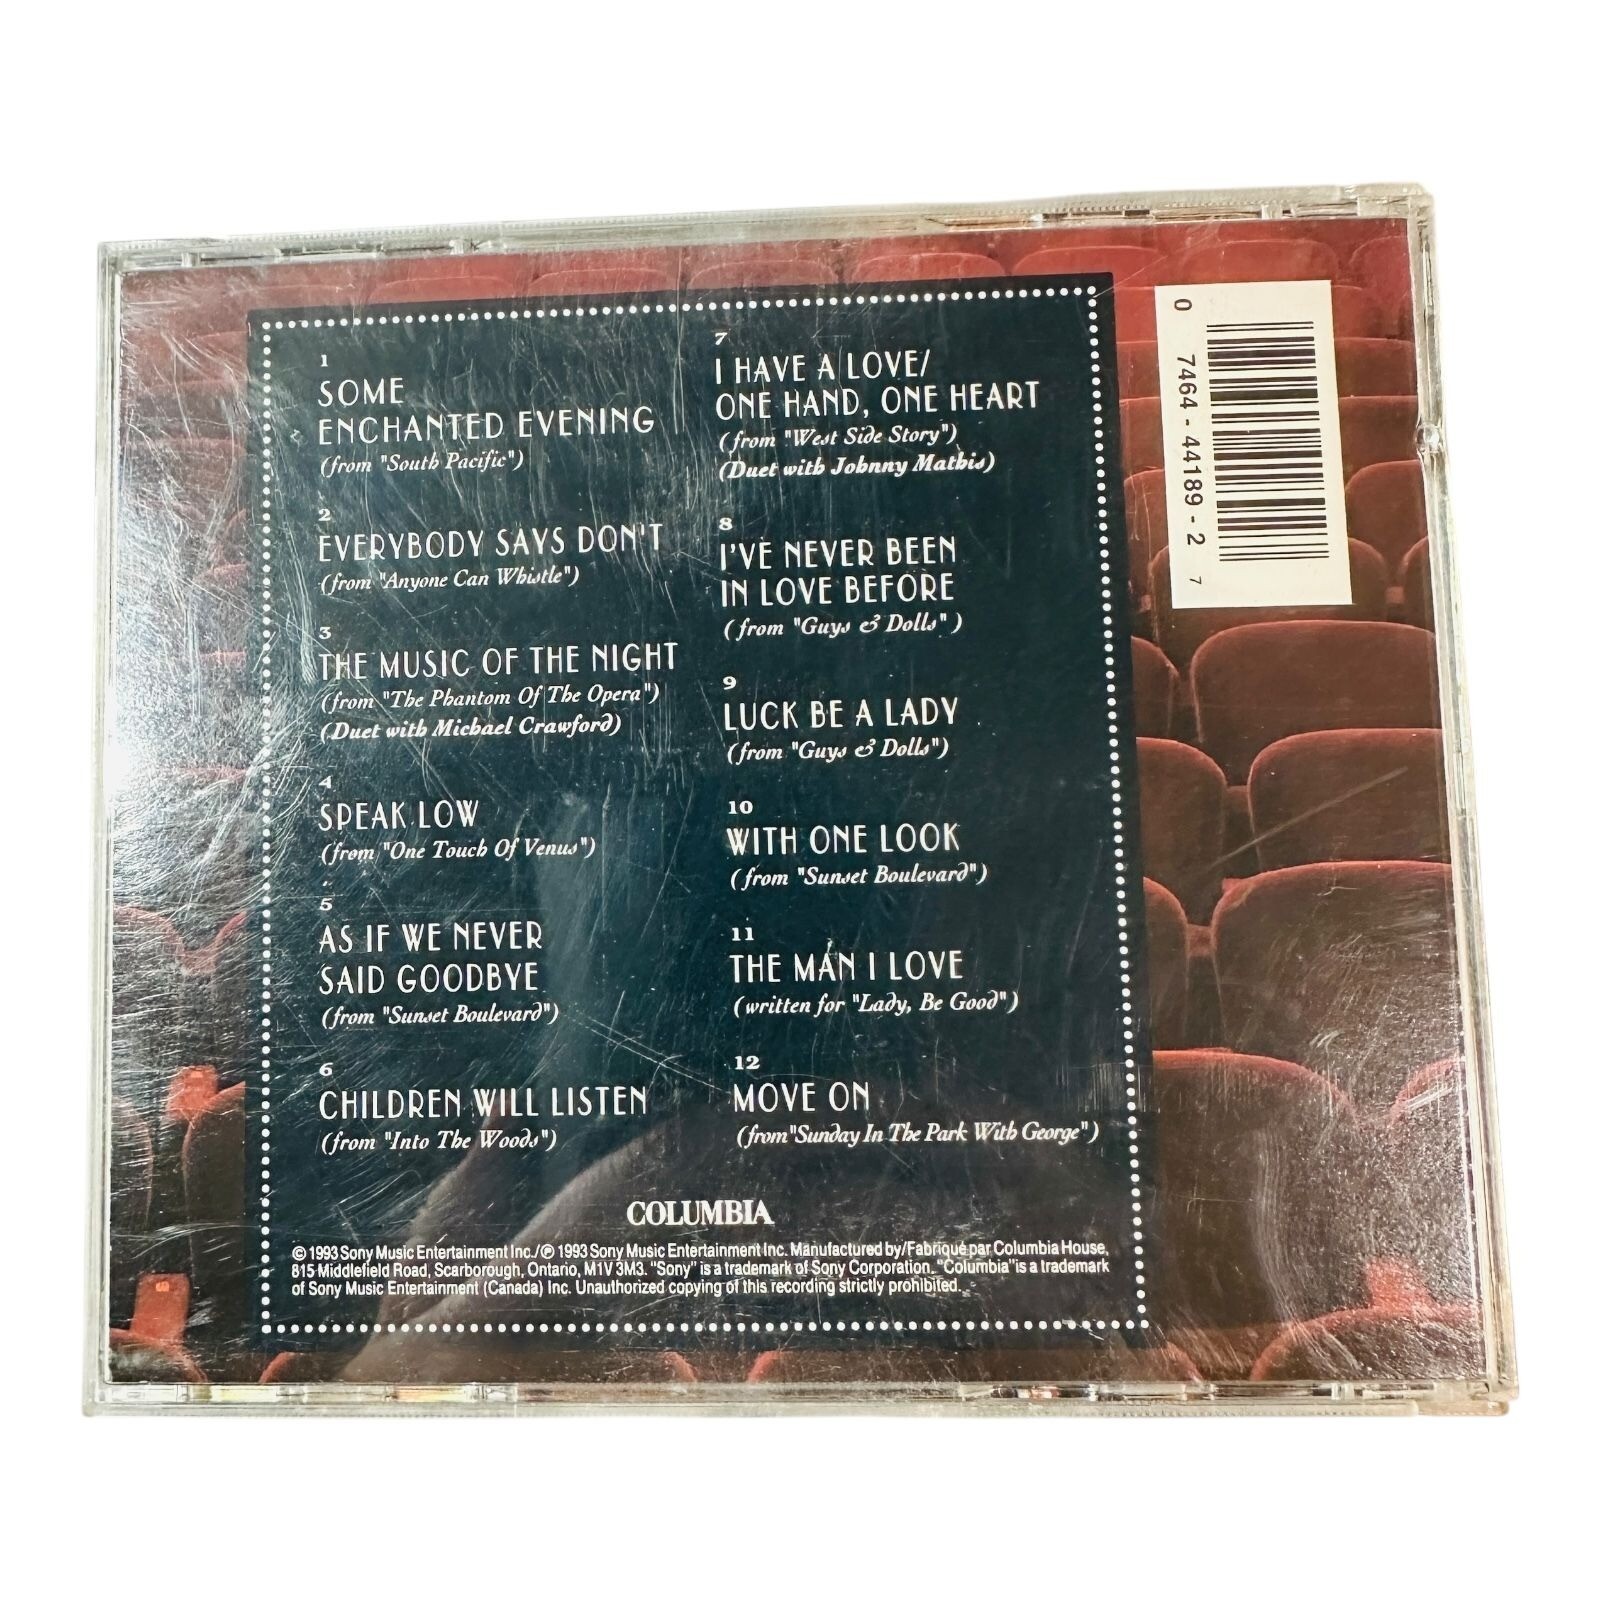 1
SOME
ENCHANTED EVENING
(from "South Pacific")
2
EVERYBODY SAYS DON'T
(from "Anyone Can Whistle")
3
THE MUSIC OF THE NIGHT
(from "The Phantom Of The Opera")
(Duet with Michael Crawford)
4
SPEAK LOW
(from "One Touch Of Venus")
5
AS IF WE NEVER
SAID GOODBYE
(from "Sunset Boulevard")
6
CHILDREN WILL LISTEN
(from "Into The Woods")
7
I HAVE A LOVE/
ONE HAND, ONE HEART
(from "West Side Story")
(Duet with Johnny Mathis)
8
I'VE NEVER BEEN
IN LOVE BEFORE
(from "Guys & Dolls")
9
LUCK BE A LADY
(from "Guys & Dolls")
10
WITH ONE LOOK
(from "Sunset Boulevard")
11
THE MAN I LOVE
(written for "Lady, Be Good")
12
MOVE ON
(from "Sunday In The Park With George")
COLUMBIA
© 1993 Sony Music Entertainment Inc./℗ 1993 Sony Music Entertainment Inc. Manufactured by/Fabriqué par Columbia House,
815 Middlefield Road, Scarborough, Ontario, M1V 3M3. "Sony" is a trademark of Sony Corporation. "Columbia" is a trademark
of Sony Music Entertainment (Canada) Inc. Unauthorized copying of this recording strictly prohibited.
0 7464-44189-2 7